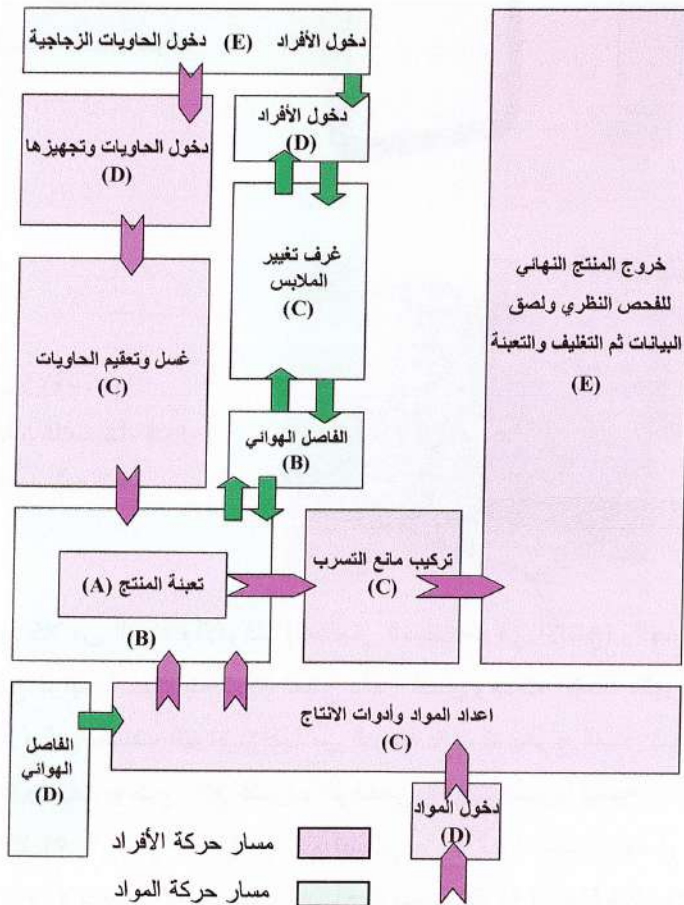 دخول الأفراد (E) دخول الحاويات الزجاجية
دخول الأفراد
(D)
دخول الحاويات وتجهيزها
(D)
غرف تغيير
الملابس
(C)
خروج المنتج النهائي
للفحص النظري ولصق
البيانات ثم التغليف والتعبئة
(E)
غسل وتعقيم الحاويات
(C)
الفاصل الهوائي
(B)
تركيب مانع التسرب
(C)
تعبئة المنتج (A)
(B)
اعداد المواد وأدوات الانتاج
(C)
الفاصل
الهوائي
(D)
دخول المواد
(D)
مسار حركة الأفراد
مسار حركة المواد